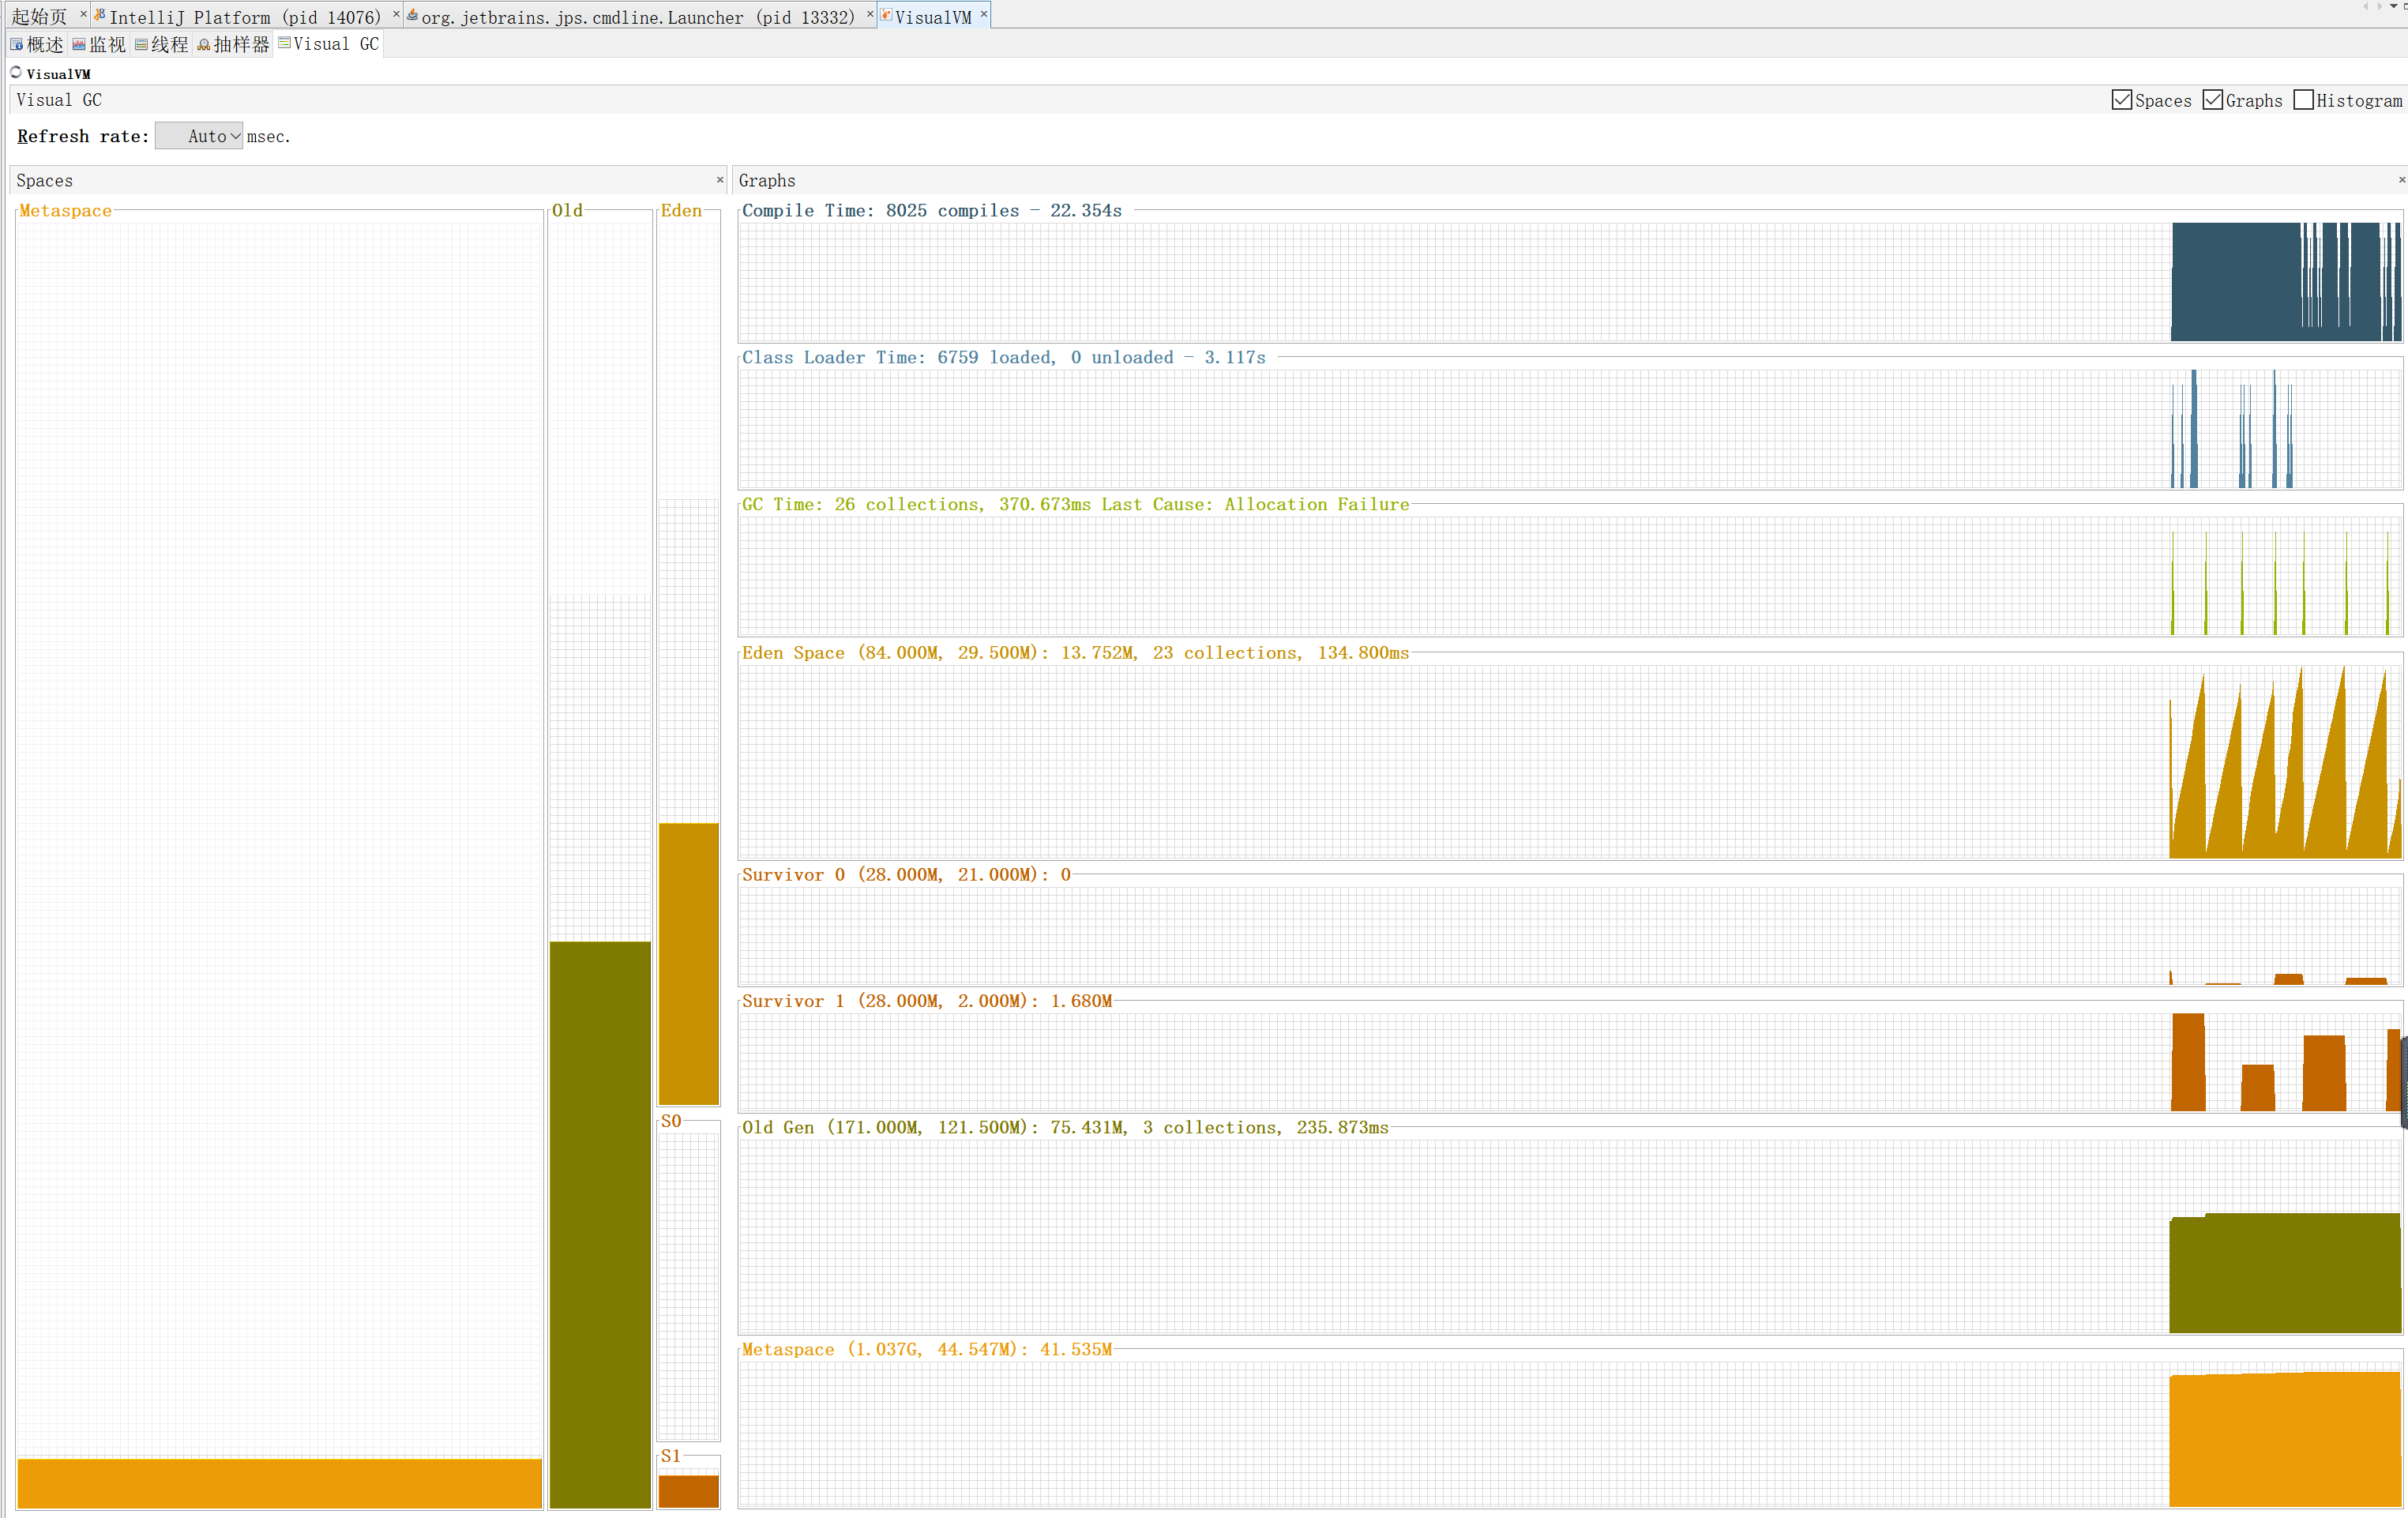 起始页 × IntelliJ Platform (pid 14076) × org.jetbrains.jps.cmdline.Launcher (pid 13332) × VisualVM ×
概述 监视 线程 抽样器 Visual GC
VisualVM
Visual GC Spaces Graphs Histogram
Refresh rate: Auto msec.
Spaces × Graphs ×
Metaspace Old Eden
S0
S1
Compile Time: 8025 compiles - 22.354s
Class Loader Time: 6759 loaded, 0 unloaded - 3.117s
GC Time: 26 collections, 370.673ms Last Cause: Allocation Failure
Eden Space (84.000M, 29.500M): 13.752M, 23 collections, 134.800ms
Survivor 0 (28.000M, 21.000M): 0
Survivor 1 (28.000M, 2.000M): 1.680M
Old Gen (171.000M, 121.500M): 75.431M, 3 collections, 235.873ms
Metaspace (1.037G, 44.547M): 41.535M